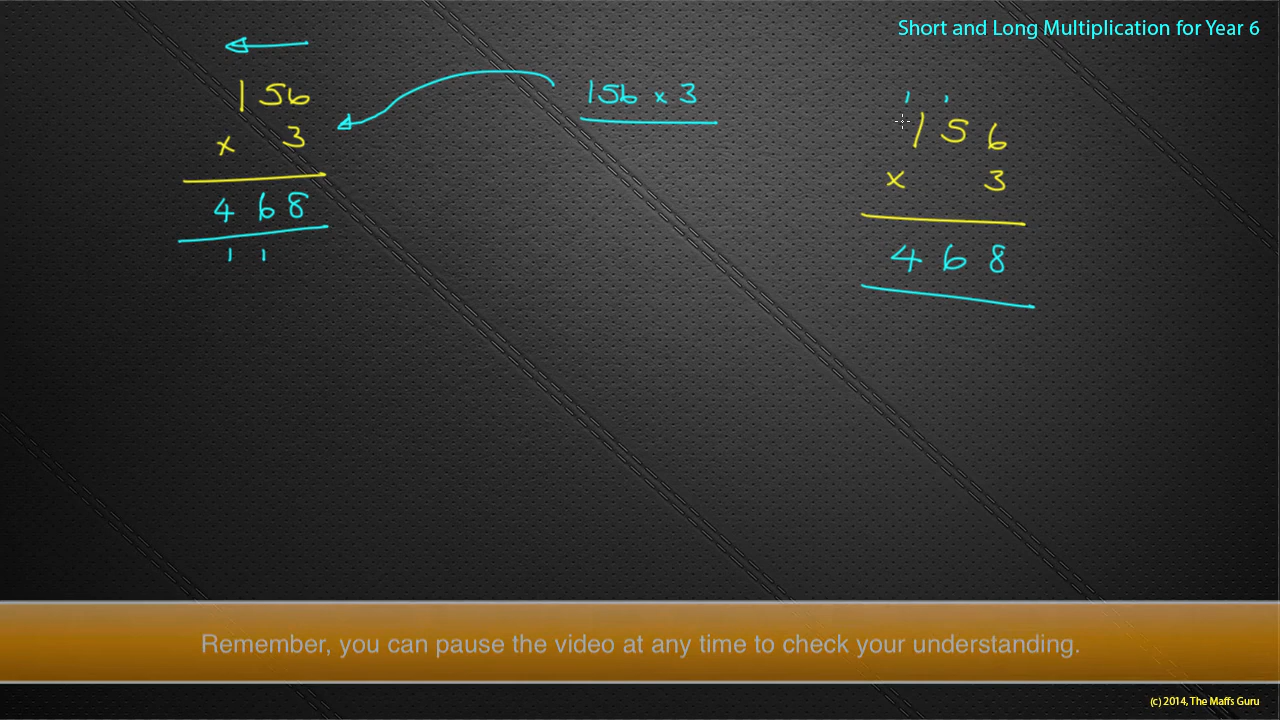 Short and Long Multiplication for Year 6
156
x 3
468
1 1
156 x 3
1 1
156
x 3
468
Remember, you can pause the video at any time to check your understanding.
(c) 2014, The Maffs Guru